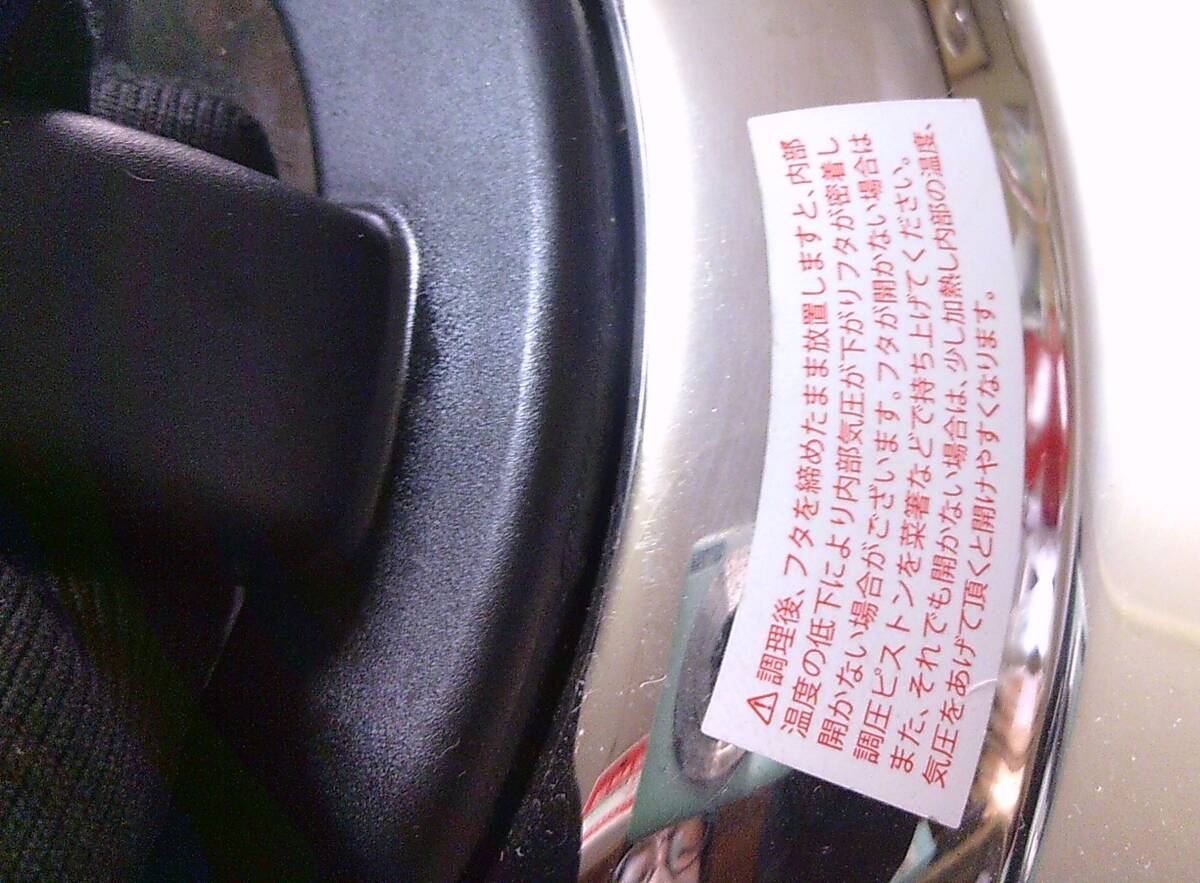 ⚠調理後、フタを締めたまま放置しますと、内部
温度の低下により内部気圧が下がりフタが密着し
開かない場合がございます。フタが開かない場合は
調圧ピストンを菜箸などで持ち上げてください。
また、それでも開かない場合は、少し加熱し内部の温度、
気圧をあげて頂くと開けやすくなります。